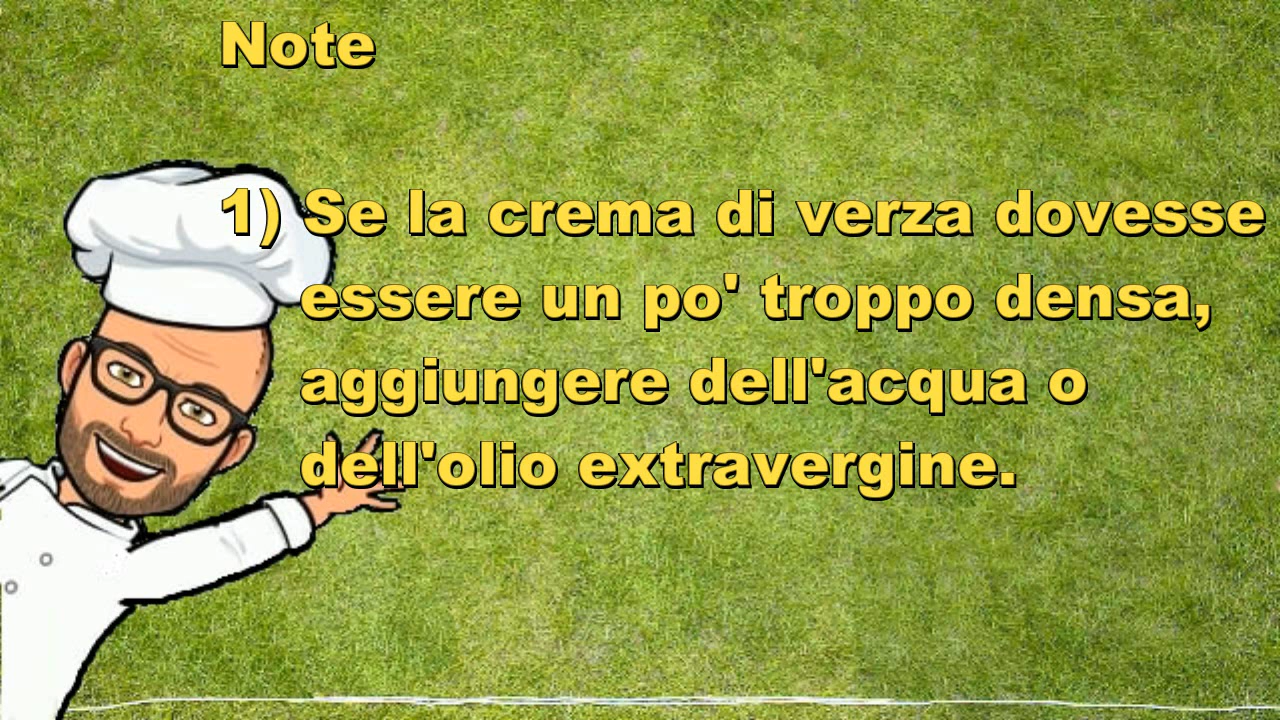 Note
1) Se la crema di verza dovesse
essere un po' troppo densa,
aggiungere dell'acqua o
dell'olio extravergine.